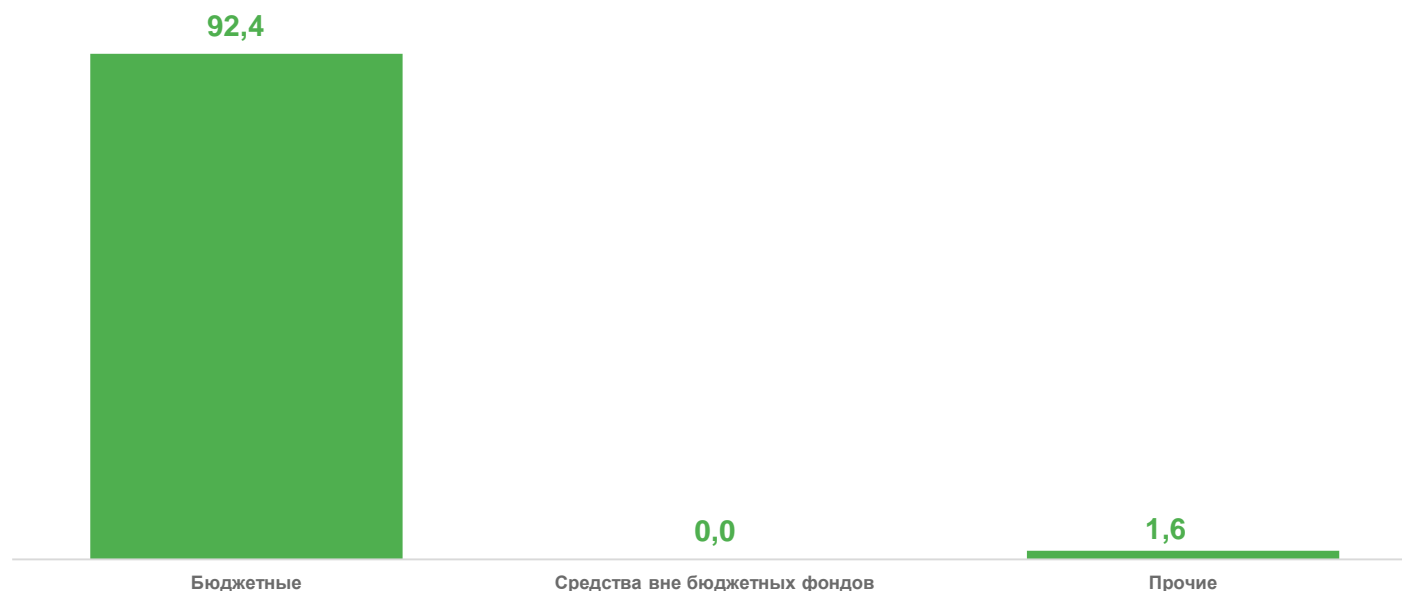 92,4
0,0
1,6
Бюджетные
Средства вне бюджетных фондов
Прочие